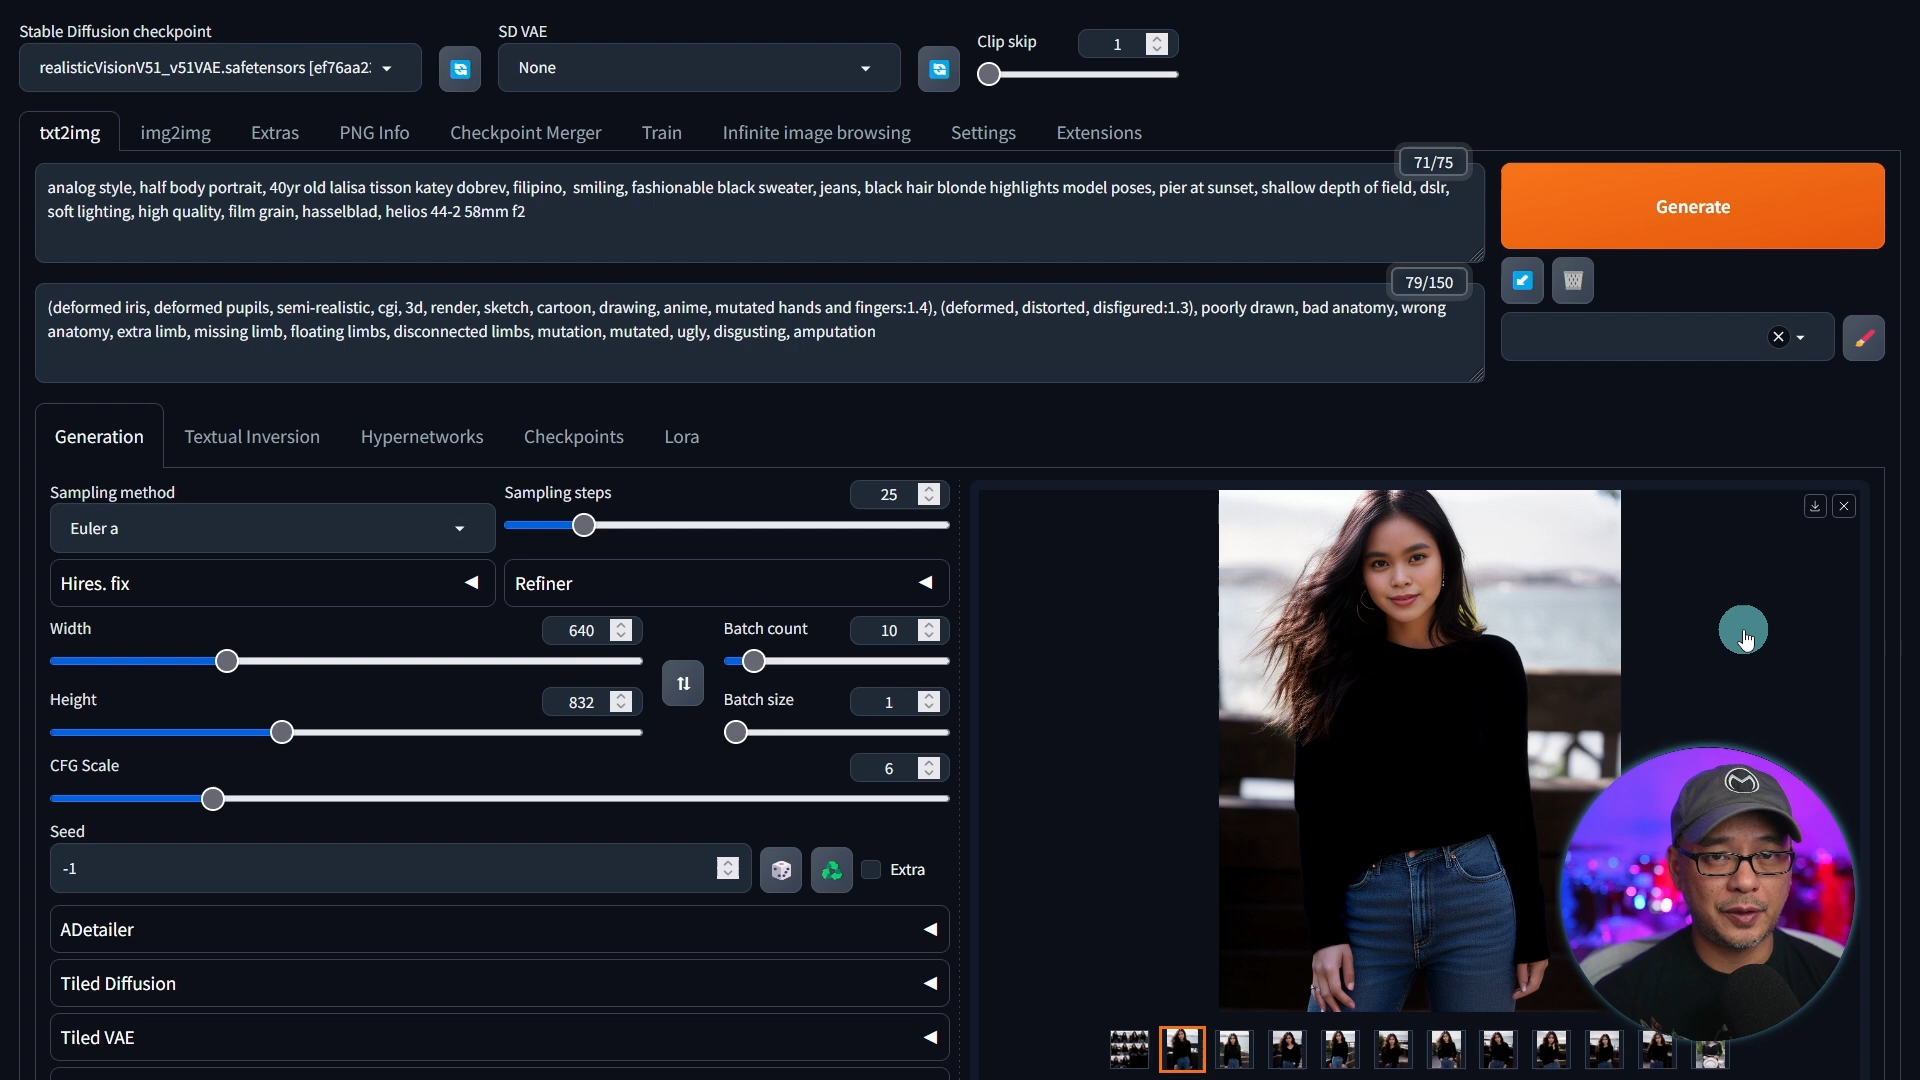 Stable Diffusion checkpoint
SD VAE
Clip skip
1
realisticVisionV51_v51VAE.safetensors [ef76aa2
None
txt2img
img2img
Extras
PNG Info
Checkpoint Merger
Train
Infinite image browsing
Settings
Extensions
71/75
analog style, half body portrait, 40yr old lalisa tisson katey dobrev, filipino,  smiling, fashionable black sweater, jeans, black hair blonde highlights model poses, pier at sunset, shallow depth of field, dslr,
soft lighting, high quality, film grain, hasselblad, helios 44-2 58mm f2
Generate
79/150
(deformed iris, deformed pupils, semi-realistic, cgi, 3d, render, sketch, cartoon, drawing, anime, mutated hands and fingers:1.4), (deformed, distorted, disfigured:1.3), poorly drawn, bad anatomy, wrong
anatomy, extra limb, missing limb, floating limbs, disconnected limbs, mutation, mutated, ugly, disgusting, amputation
Generation
Textual Inversion
Hypernetworks
Checkpoints
Lora
Sampling method
Sampling steps
25
Euler a
Hires. fix
Refiner
Width
640
Batch count
10
Height
832
Batch size
1
CFG Scale
6
Seed
-1
Extra
ADetailer
Tiled Diffusion
Tiled VAE